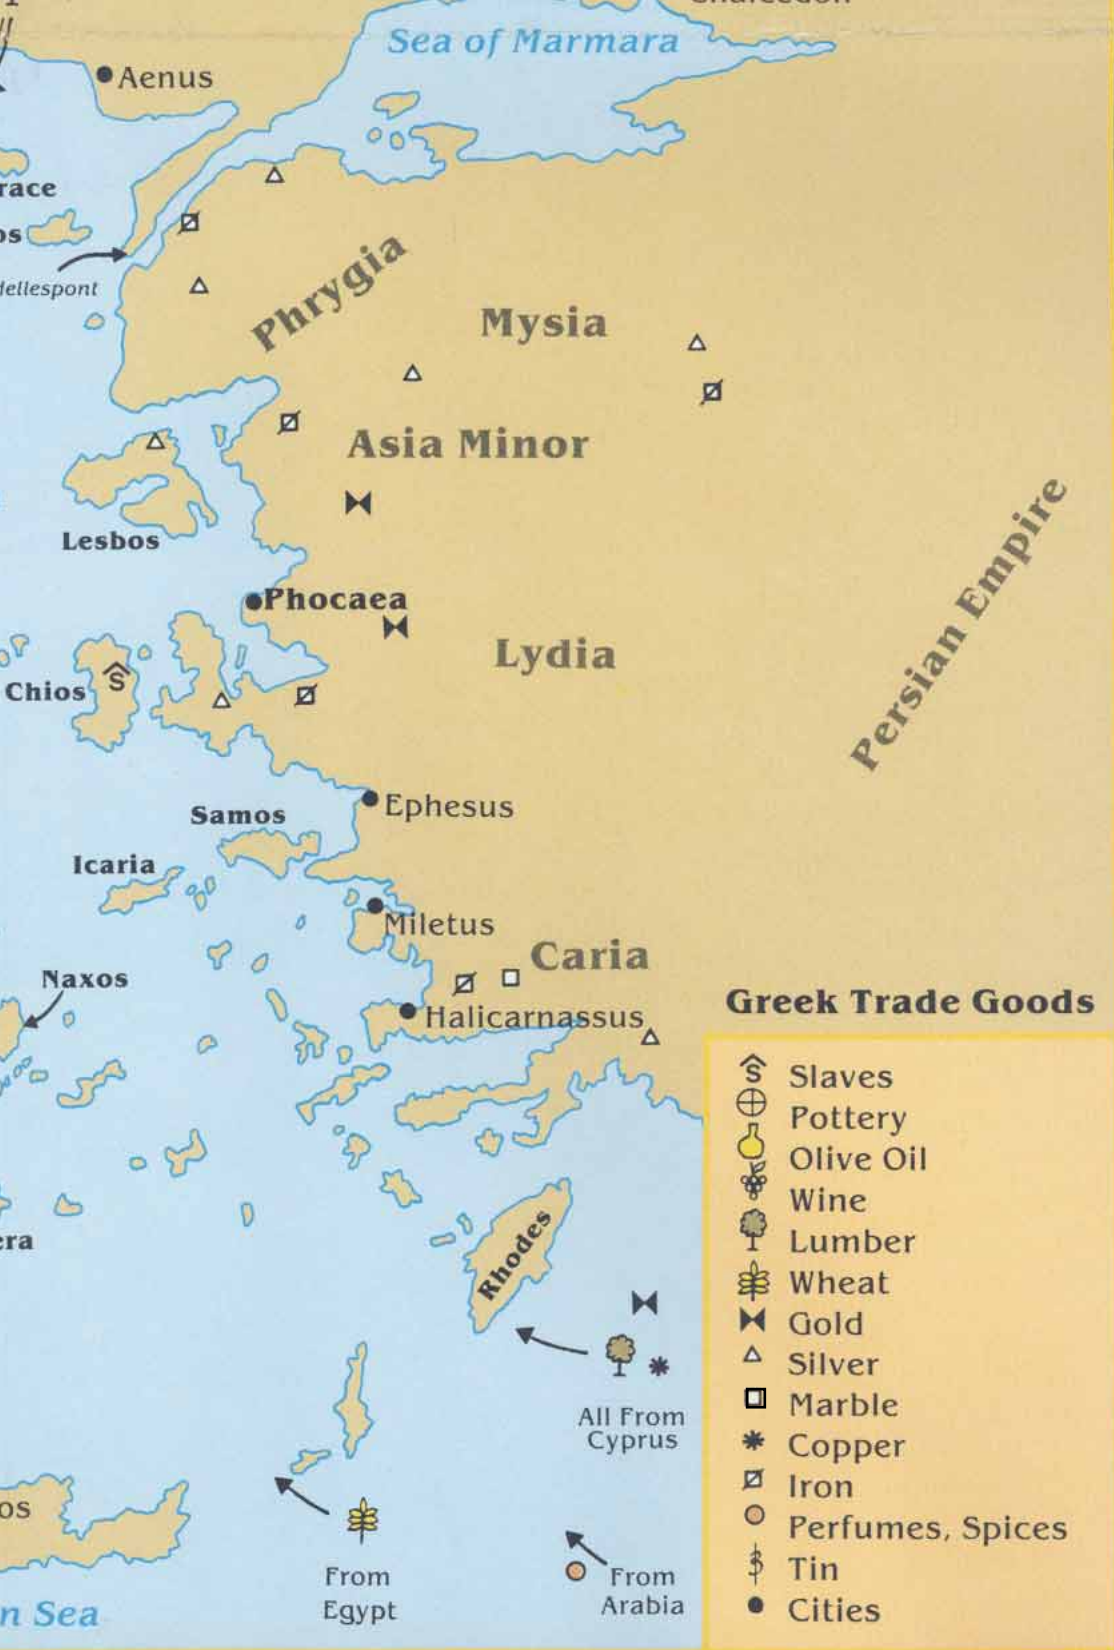 Sea of Marmara
Aenus
Phrygia
Mysia
Asia Minor
Lesbos
Phocaea
Lydia
Persian Empire
Chios
Samos
Ephesus
Icaria
Miletus
Naxos
Caria
Halicarnassus
Rhodes
All From
Cyprus
From
Egypt
From
Arabia
Sea
Greek Trade Goods
Slaves
Pottery
Olive Oil
Wine
Lumber
Wheat
Gold
Silver
Marble
Copper
Iron
Perfumes, Spices
Tin
Cities